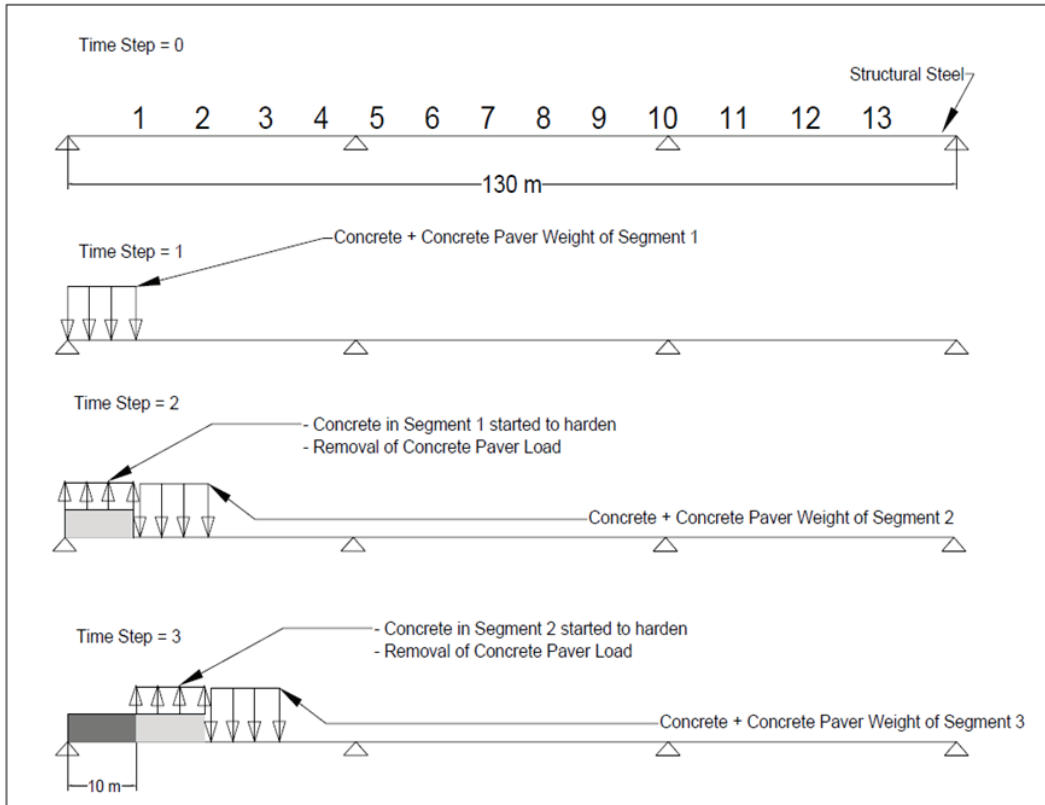 Time Step = 0
Structural Steel
1 2 3 4 5 6 7 8 9 10 11 12 13
130 m
Time Step = 1
Concrete + Concrete Paver Weight of Segment 1
Time Step = 2
- Concrete in Segment 1 started to harden
- Removal of Concrete Paver Load
Concrete + Concrete Paver Weight of Segment 2
Time Step = 3
- Concrete in Segment 2 started to harden
- Removal of Concrete Paver Load
Concrete + Concrete Paver Weight of Segment 3
10 m